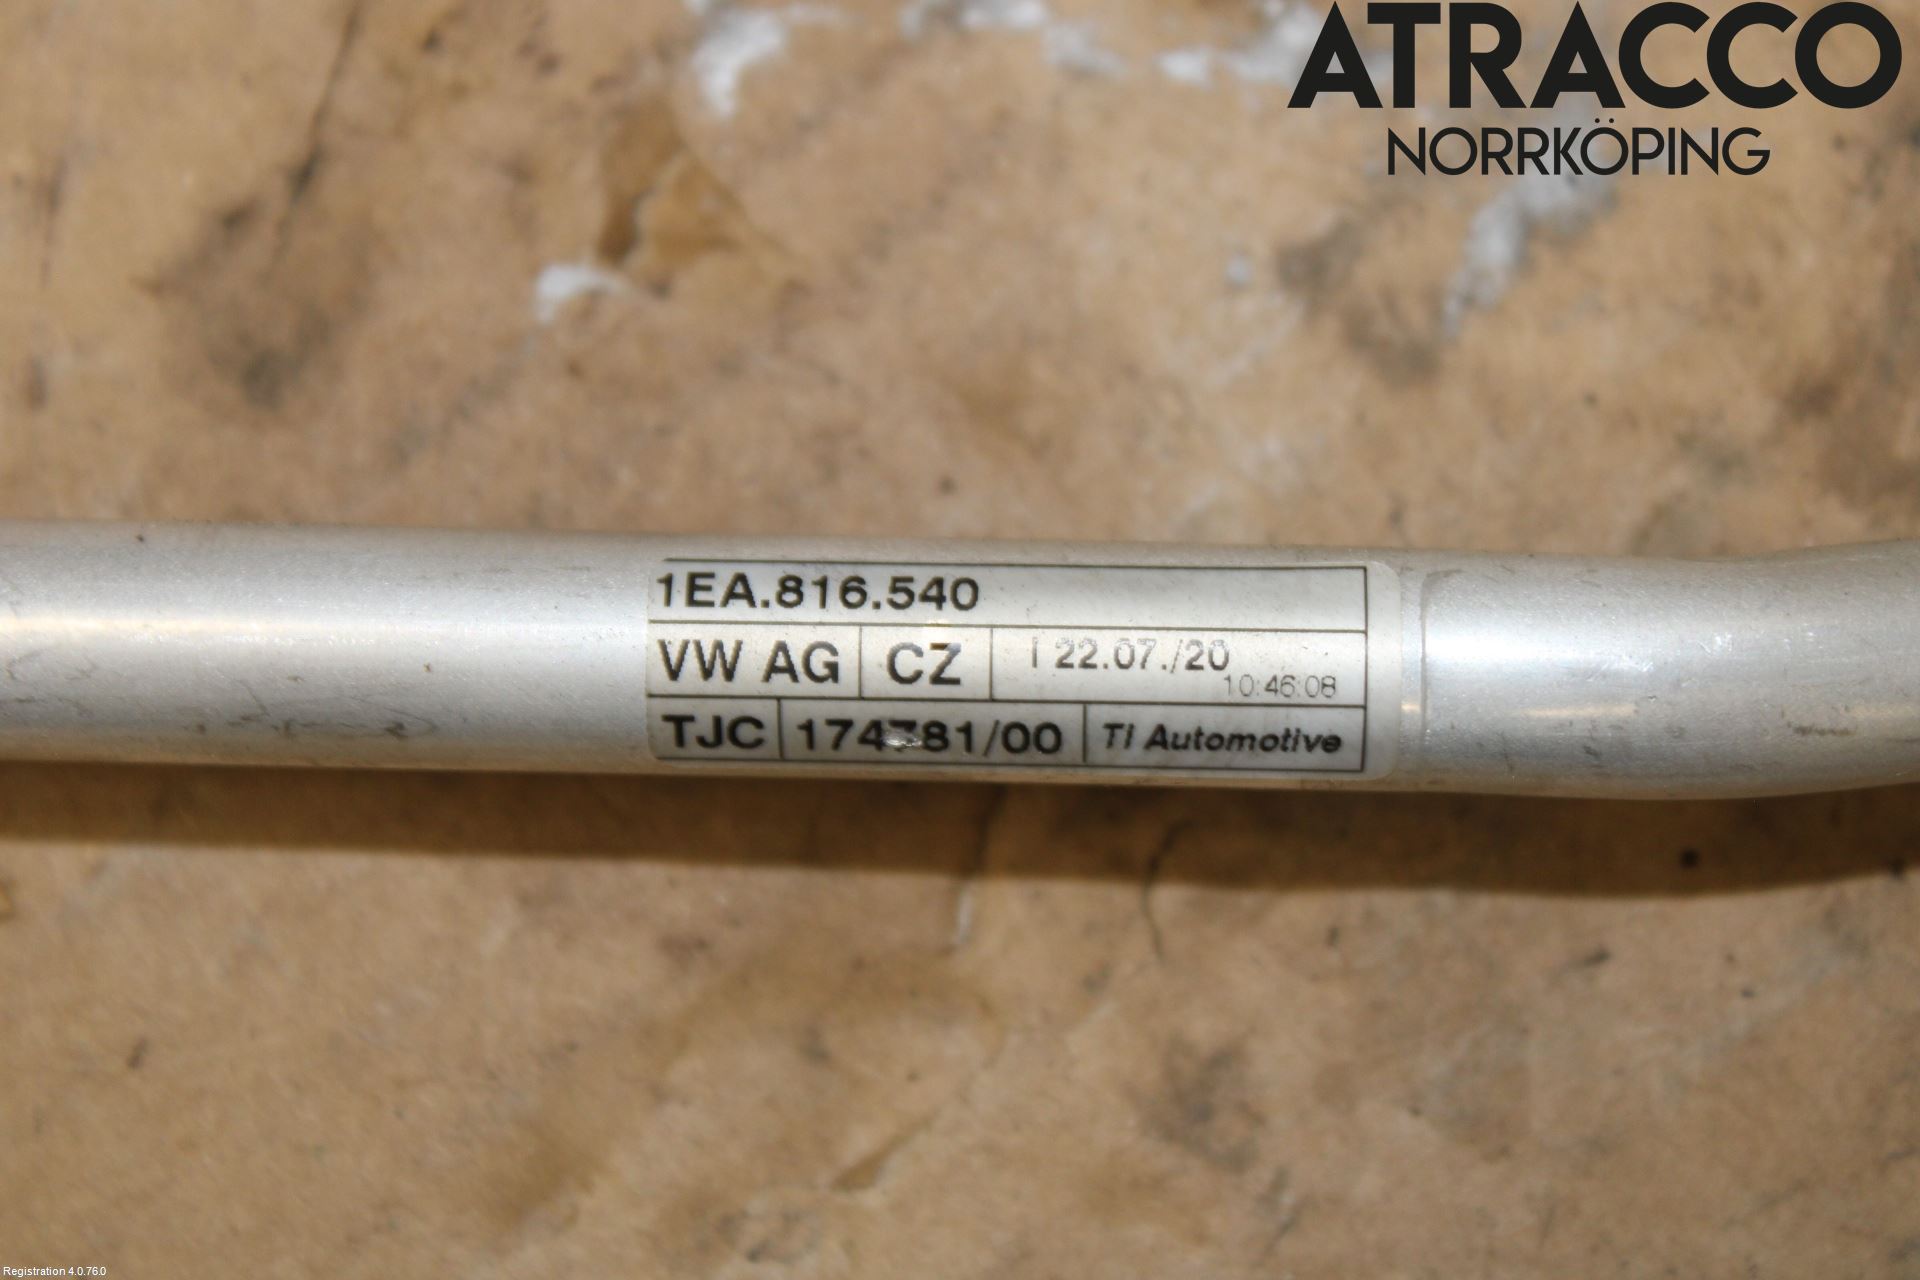 ATRACCO
NORRKÖPING
1EA.816.540
VW AG CZ I 22.07./20
10:46:08
TJC TI Automotive
Registration 4.0.76.0